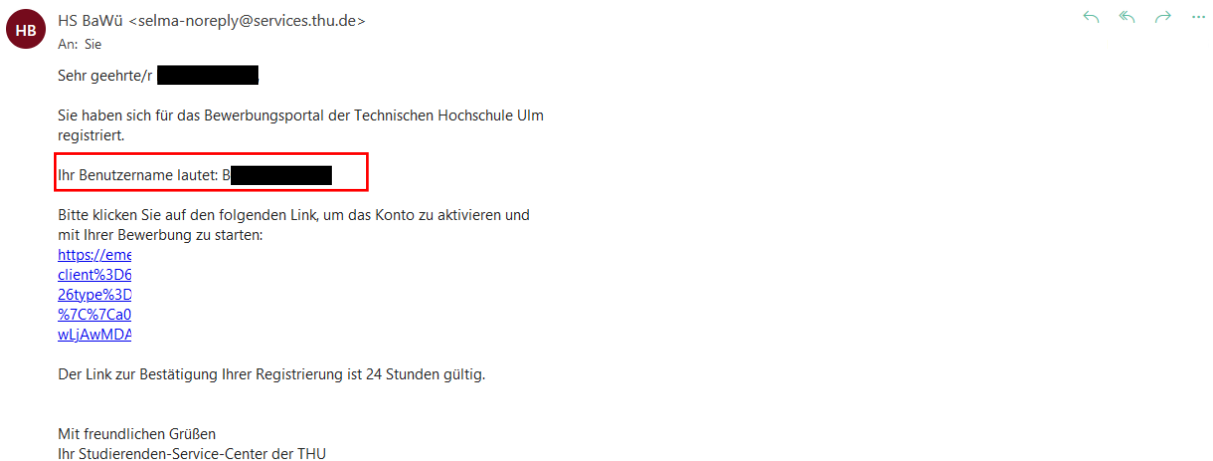 HB
HS BaWü <selma-noreply@services.thu.de>
An: Sie
Sehr geehrte/r
Sie haben sich für das Bewerbungsportal der Technischen Hochschule Ulm
registriert.
Ihr Benutzername lautet: B
Bitte klicken Sie auf den folgenden Link, um das Konto zu aktivieren und
mit Ihrer Bewerbung zu starten:
https://eme
client%3D6
26type%3D
%7C%7Ca0
wLjAwMDA
Der Link zur Bestätigung Ihrer Registrierung ist 24 Stunden gültig.
Mit freundlichen Grüßen
Ihr Studierenden-Service-Center der THU